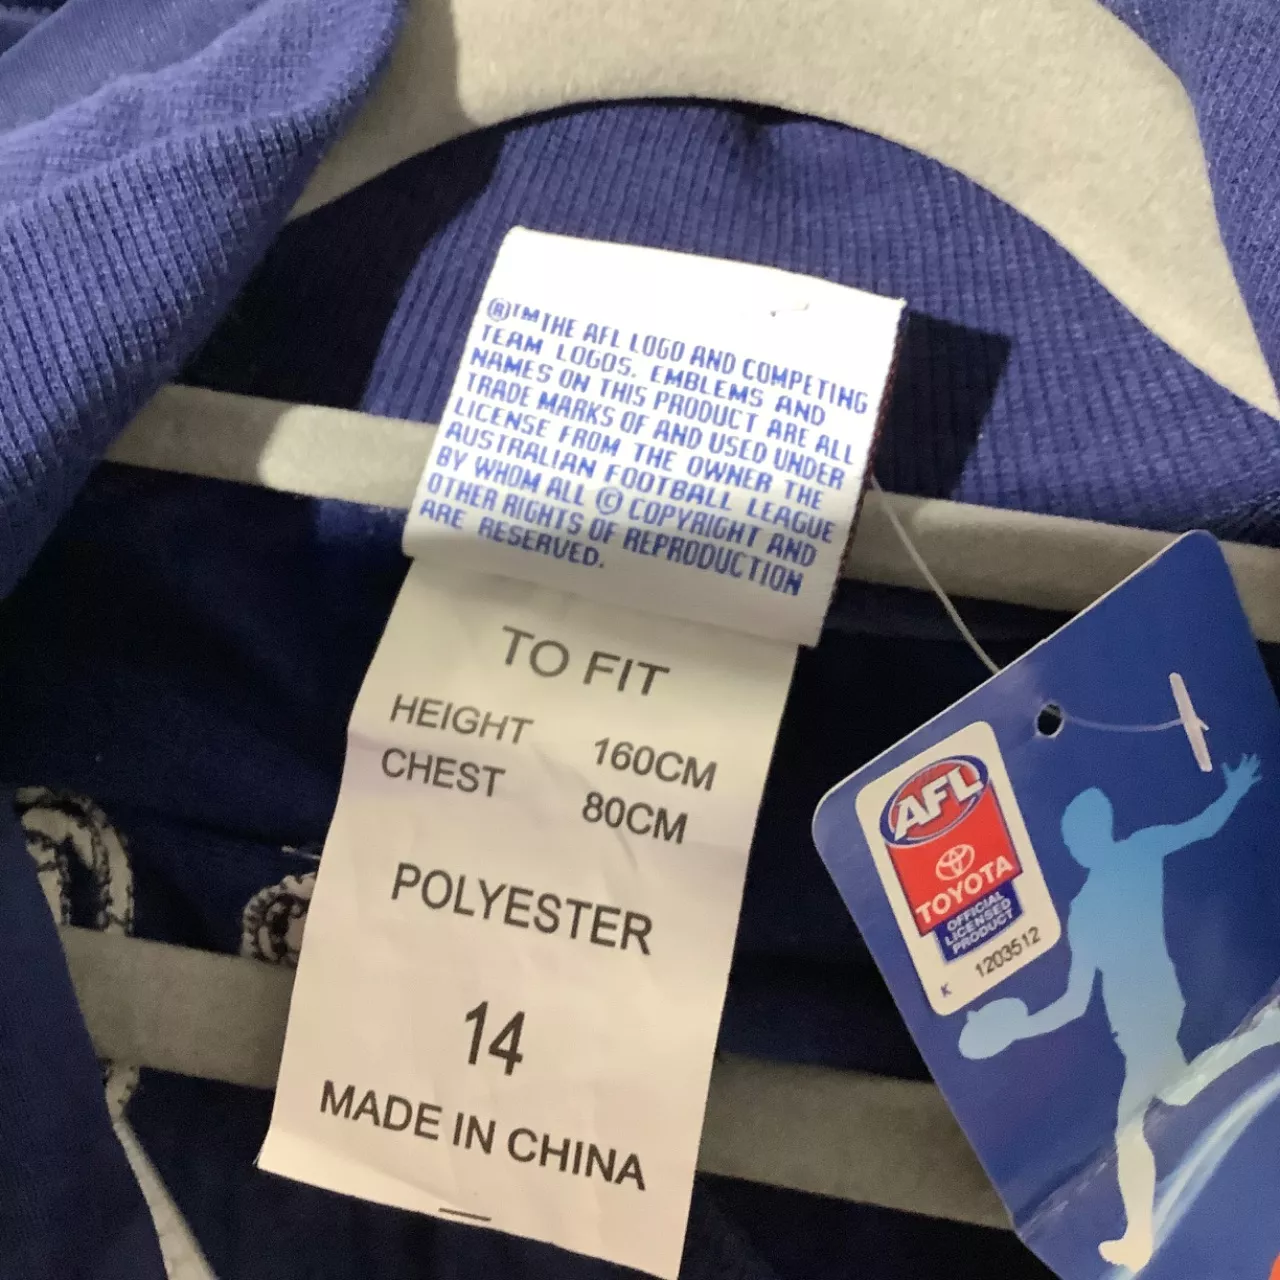 ®™THE AFL LOGO AND COMPETING
TEAM LOGOS, EMBLEMS AND
NAMES ON THIS PRODUCT ARE ALL
TRADE MARKS OF AND USED UNDER
LICENSE FROM THE OWNER THE
AUSTRALIAN FOOTBALL LEAGUE
BY WHOM ALL © COPYRIGHT AND
OTHER RIGHTS OF REPRODUCTION
ARE RESERVED.
TO FIT
HEIGHT 160CM
CHEST 80CM
POLYESTER
14
MADE IN CHINA
AFL
TOYOTA
OFFICIAL
LICENSED
PRODUCT
K 1203512